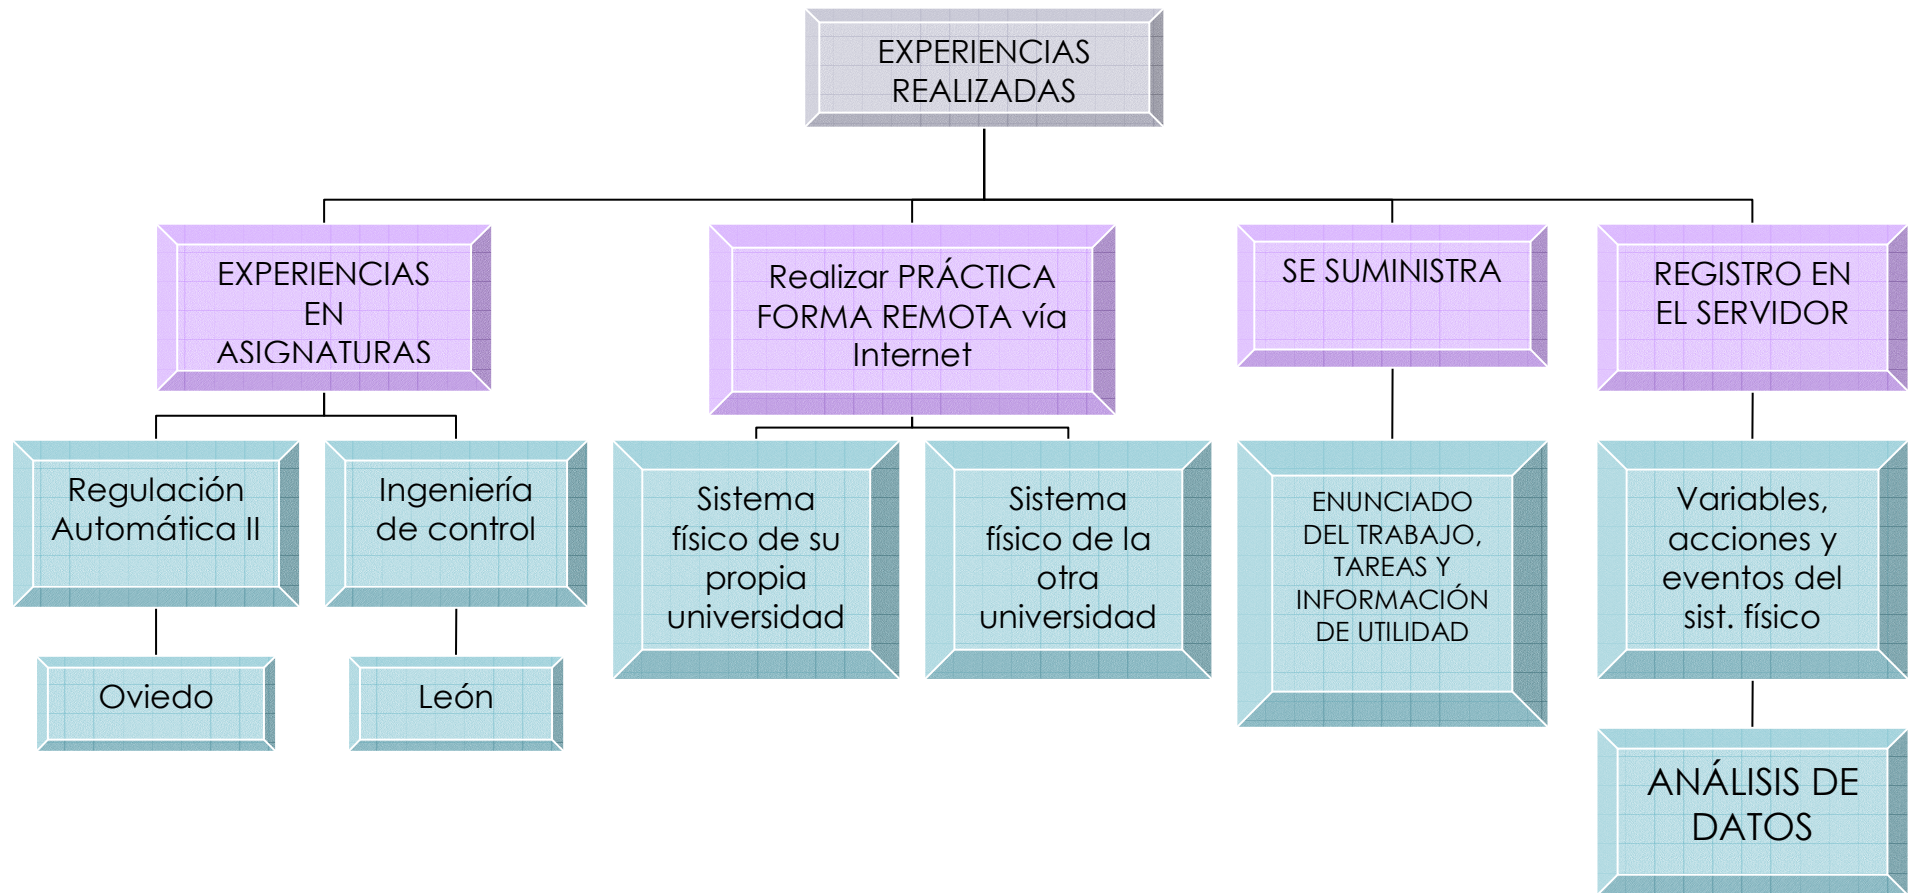 EXPERIENCIAS
REALIZADAS
EXPERIENCIAS
EN
ASIGNATURAS
Realizar PRÁCTICA
FORMA REMOTA vía
Internet
SE SUMINISTRA
REGISTRO EN
EL SERVIDOR
Regulación
Automática II
Ingeniería
de control
Sistema
físico de su
propia
universidad
Sistema
físico de la
otra
universidad
ENUNCIADO
DEL TRABAJO,
TAREAS Y
INFORMACIÓN
DE UTILIDAD
Variables,
acciones y
eventos del
sist. físico
Oviedo
León
ANÁLISIS DE
DATOS